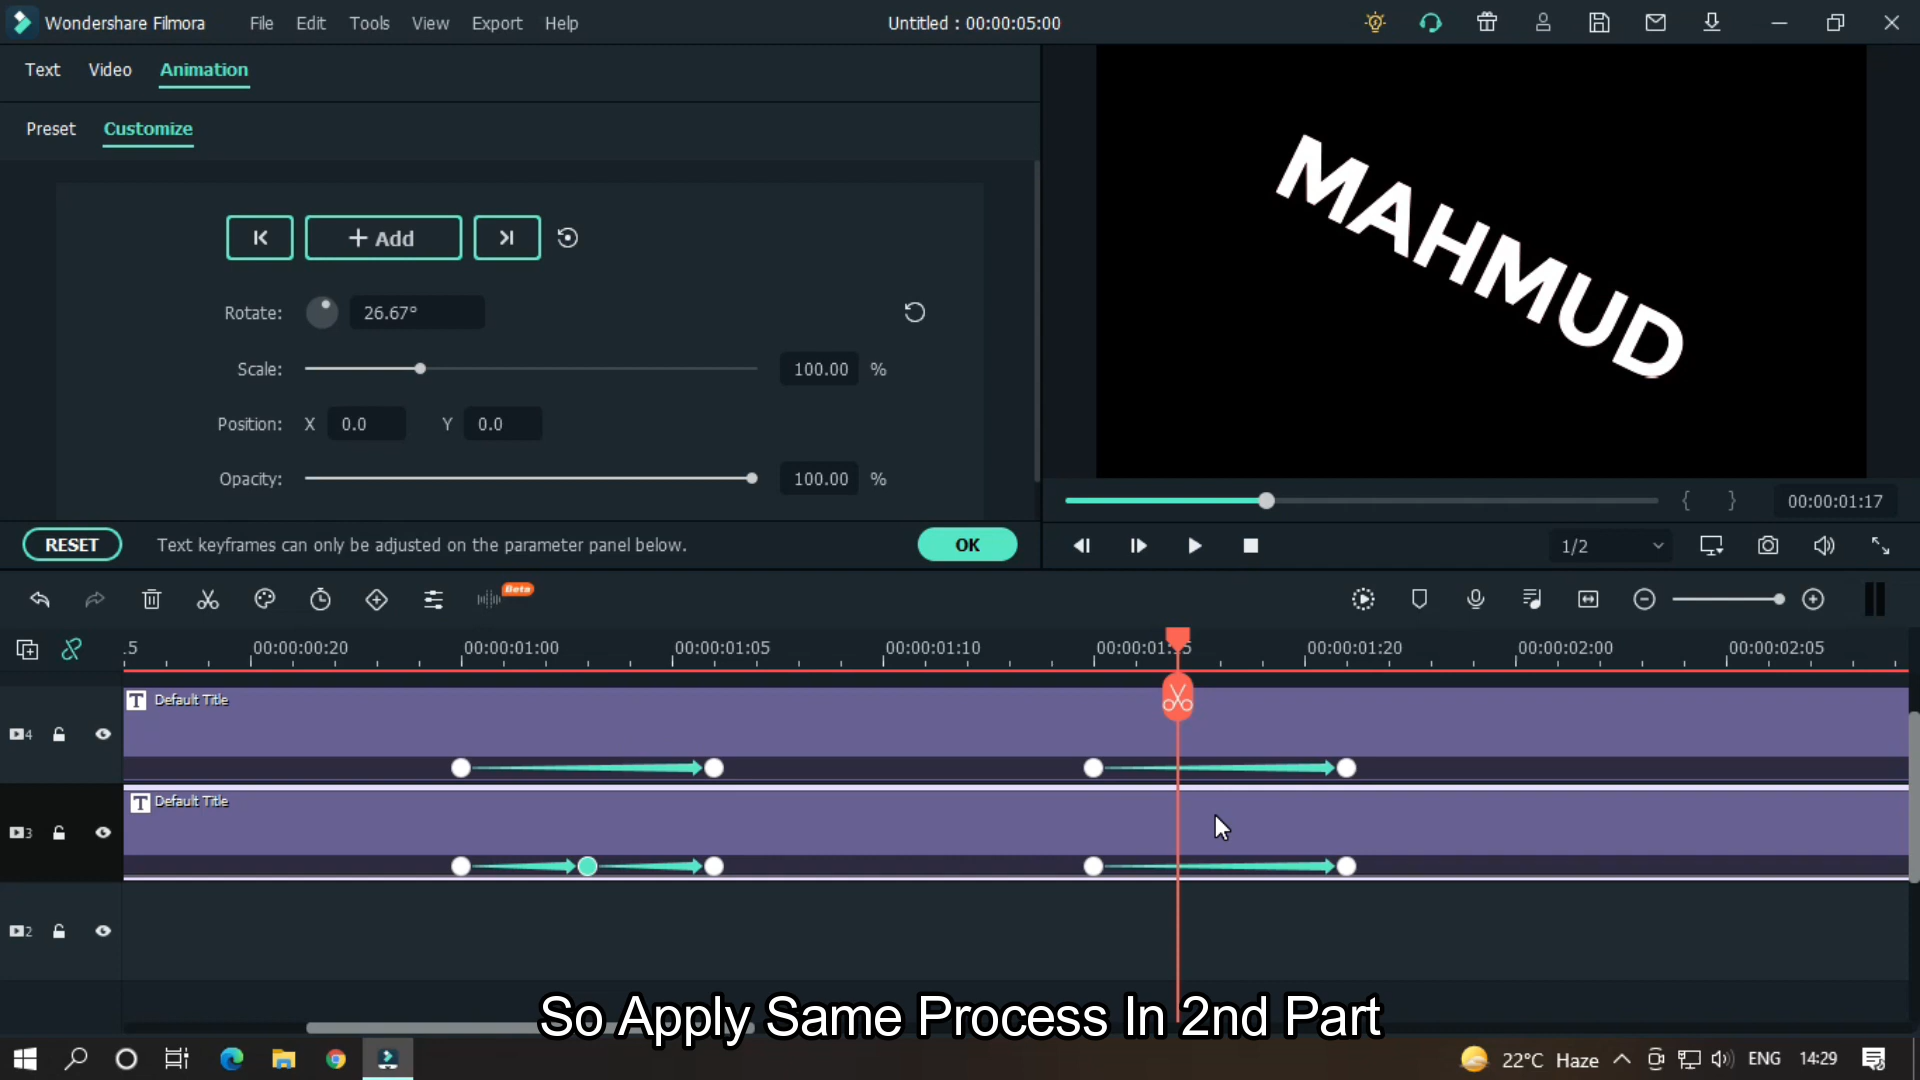 Wondershare Filmora File Edit Tools View Export Help Untitled : 00:00:05:00
Text Video Animation
Preset Customize
MAHMUD
+ Add
Rotate: 26.67°
Scale: 100.00 %
Position: X 0.0 Y 0.0
Opacity: 100.00 %
{ } 00:00:01:17
RESET Text keyframes can only be adjusted on the parameter panel below. OK
1/2
Beta
00:00:00:20 00:00:01:00 00:00:01:05 00:00:01:10 00:00:01:15 00:00:01:20 00:00:02:00 00:00:02:05
T Default Title
4
T Default Title
3
2
So Apply Same Process In 2nd Part
22°C Haze ENG 14:29